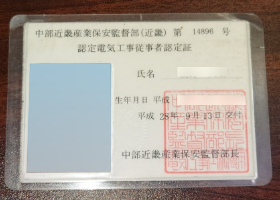 中部近畿産業保安監督部(近畿) 第 14896 号
認定電気工事従事者認定証
氏名
生年月日 平成
平成 28年 9月13日 交付
中部近畿産業保安監督部長